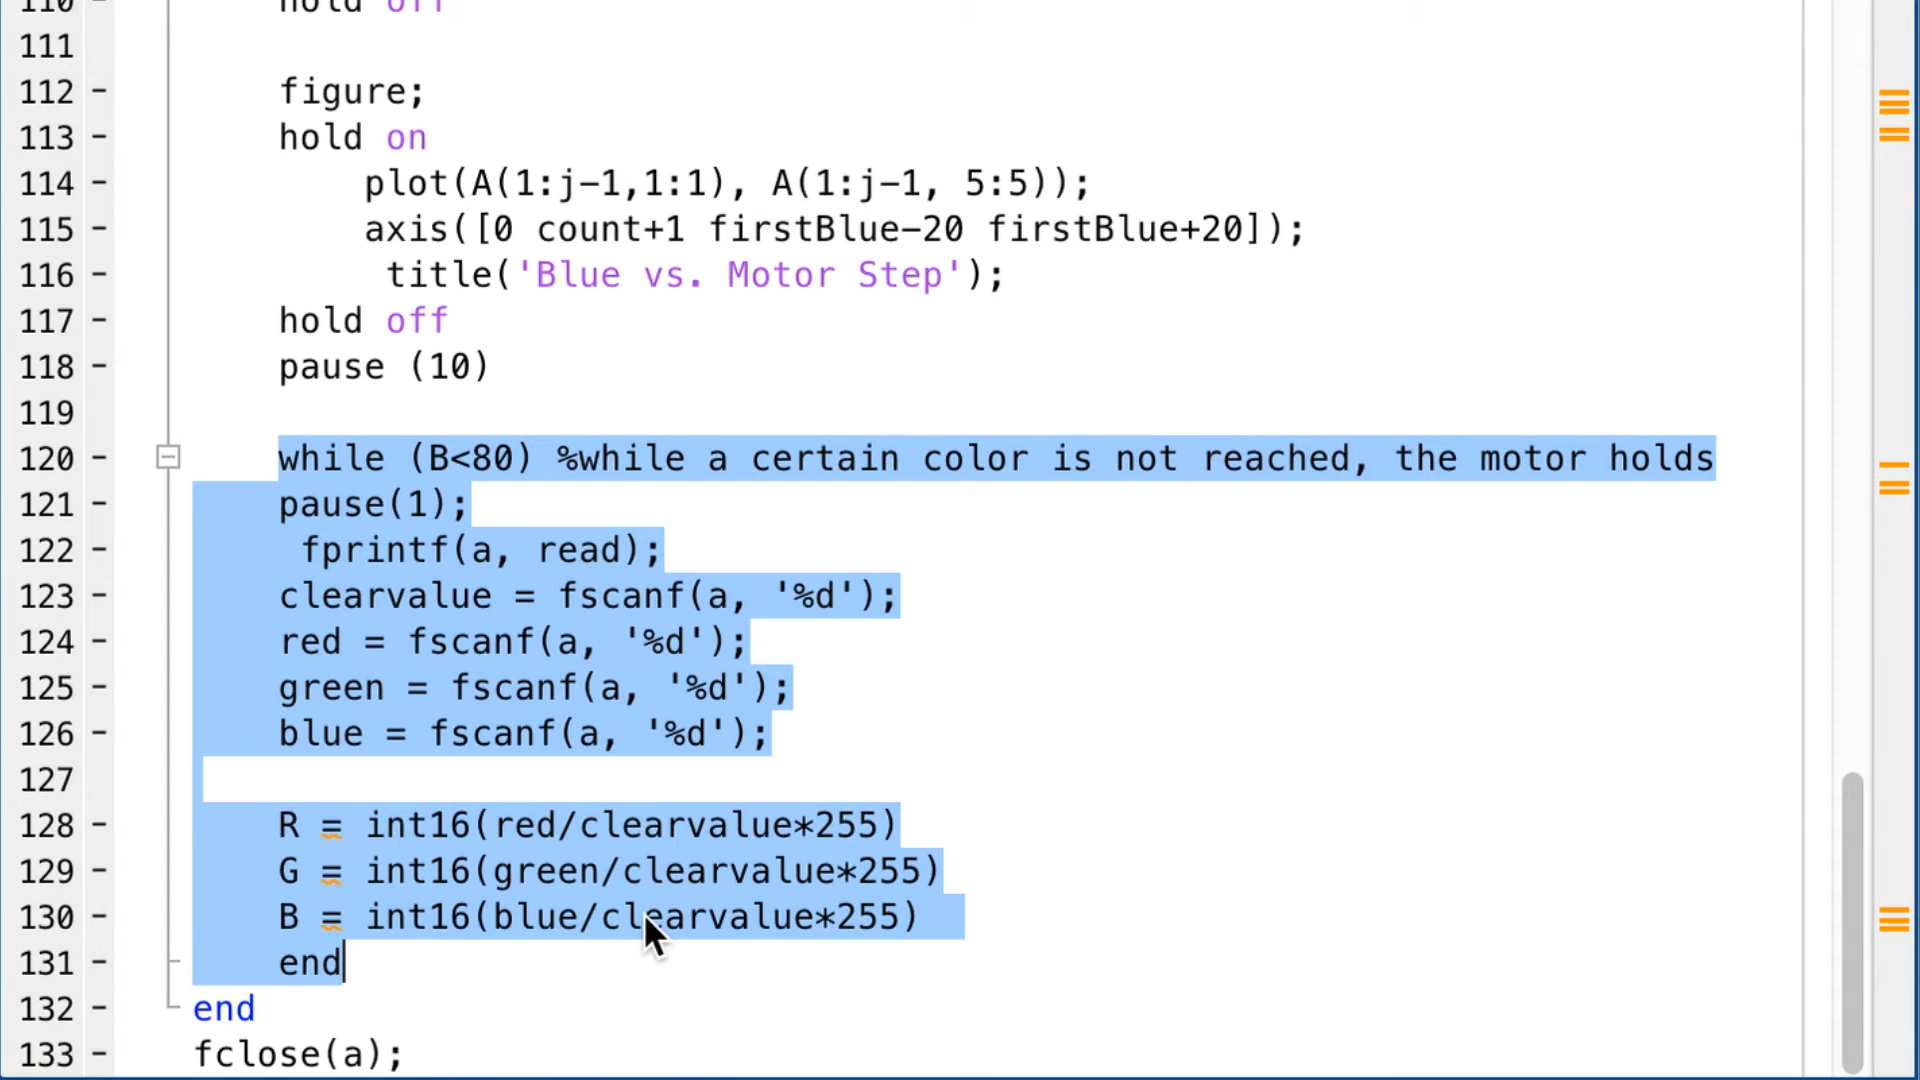 110 hold off
111
112 – figure;
113 – hold on
114 – plot(A(1:j–1,1:1), A(1:j–1, 5:5));
115 – axis([0 count+1 firstBlue–20 firstBlue+20]);
116 – title('Blue vs. Motor Step');
117 – hold off
118 – pause (10)
119
120 – while (B<80) %while a certain color is not reached, the motor holds
121 – pause(1);
122 – fprintf(a, read);
123 – clearvalue = fscanf(a, '%d');
124 – red = fscanf(a, '%d');
125 – green = fscanf(a, '%d');
126 – blue = fscanf(a, '%d');
127
128 – R = int16(red/clearvalue*255)
129 – G = int16(green/clearvalue*255)
130 – B = int16(blue/clearvalue*255)
131 – end
132 – end
133 – fclose(a);